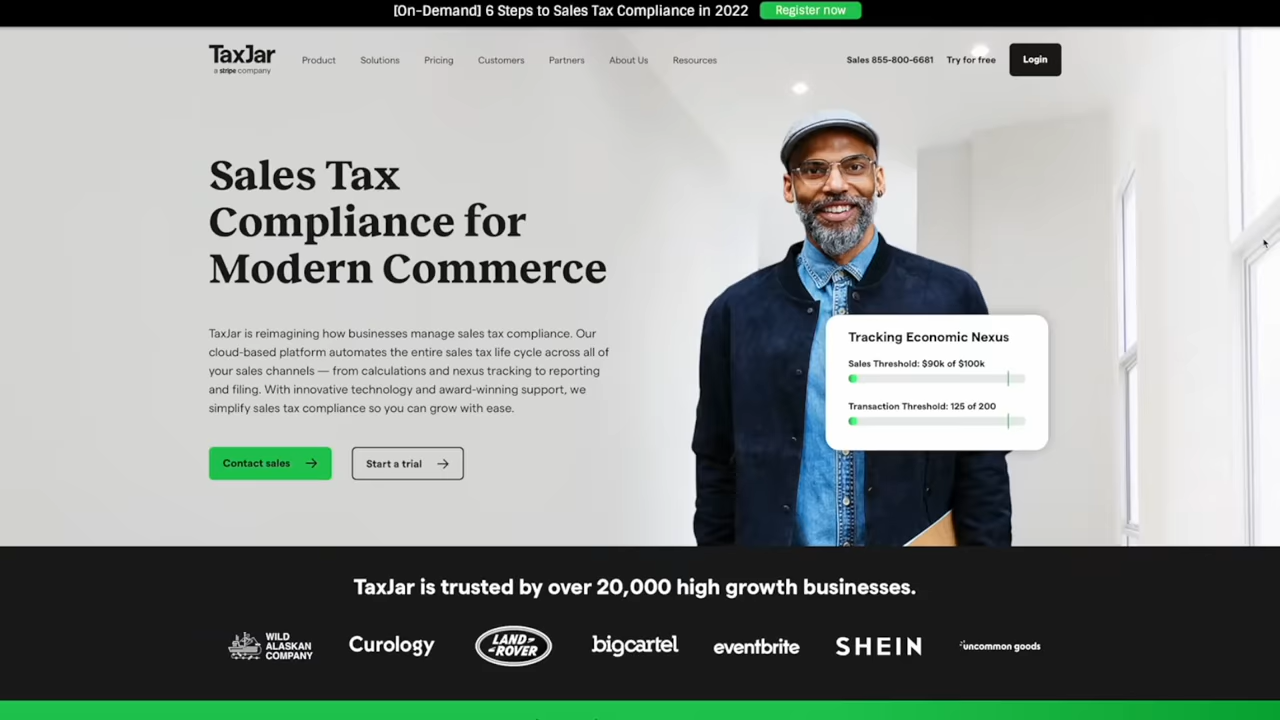 [On-Demand] 6 Steps to Sales Tax Compliance in 2022 Register now
TaxJar
a stripe company
Product Solutions Pricing Customers Partners About Us Resources
Sales 855-800-6681 Try for free Login
Sales Tax
Compliance for
Modern Commerce
TaxJar is reimagining how businesses manage sales tax compliance. Our
cloud-based platform automates the entire sales tax life cycle across all of
your sales channels — from calculations and nexus tracking to reporting
and filing. With innovative technology and award-winning support, we
simplify sales tax compliance so you can grow with ease.
Contact sales → Start a trial →
Tracking Economic Nexus
Sales Threshold: $90k of $100k
Transaction Threshold: 125 of 200
TaxJar is trusted by over 20,000 high growth businesses.
WILD
ALASKAN
COMPANY
Curology
LAND-
-ROVER
bigcartel
eventbrite
SHEIN
uncommon goods